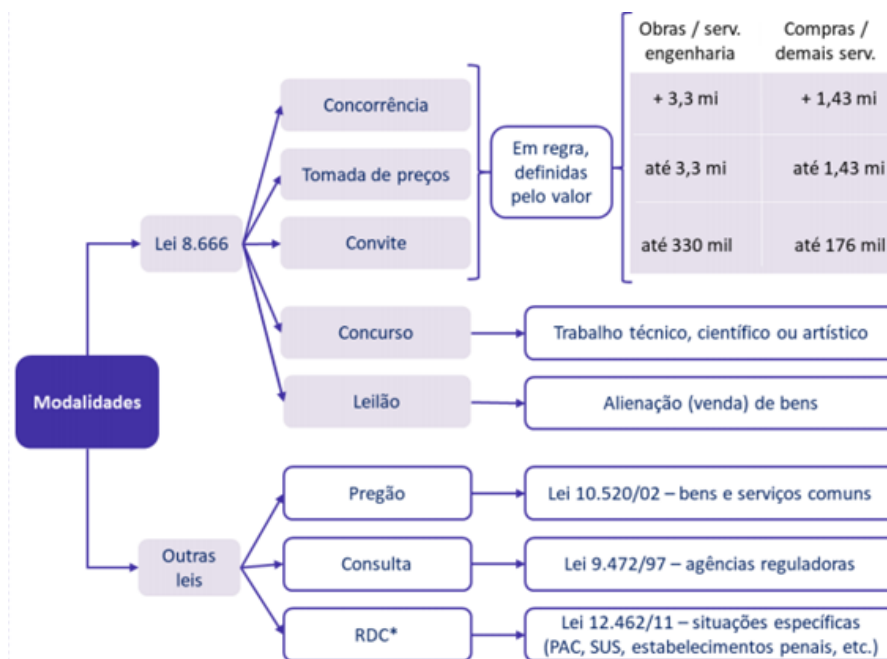 Modalidades
Lei 8.666
Concorrência
Tomada de preços
Convite
Em regra,
definidas
pelo valor
Obras / serv.
engenharia
Compras /
demais serv.
+ 3,3 mi
+ 1,43 mi
até 3,3 mi
até 1,43 mi
até 330 mil
até 176 mil
Concurso
Trabalho técnico, científico ou artístico
Leilão
Alienação (venda) de bens
Outras
leis
Pregão
Lei 10.520/02 – bens e serviços comuns
Consulta
Lei 9.472/97 – agências reguladoras
RDC*
Lei 12.462/11 – situações específicas
(PAC, SUS, estabelecimentos penais, etc.)